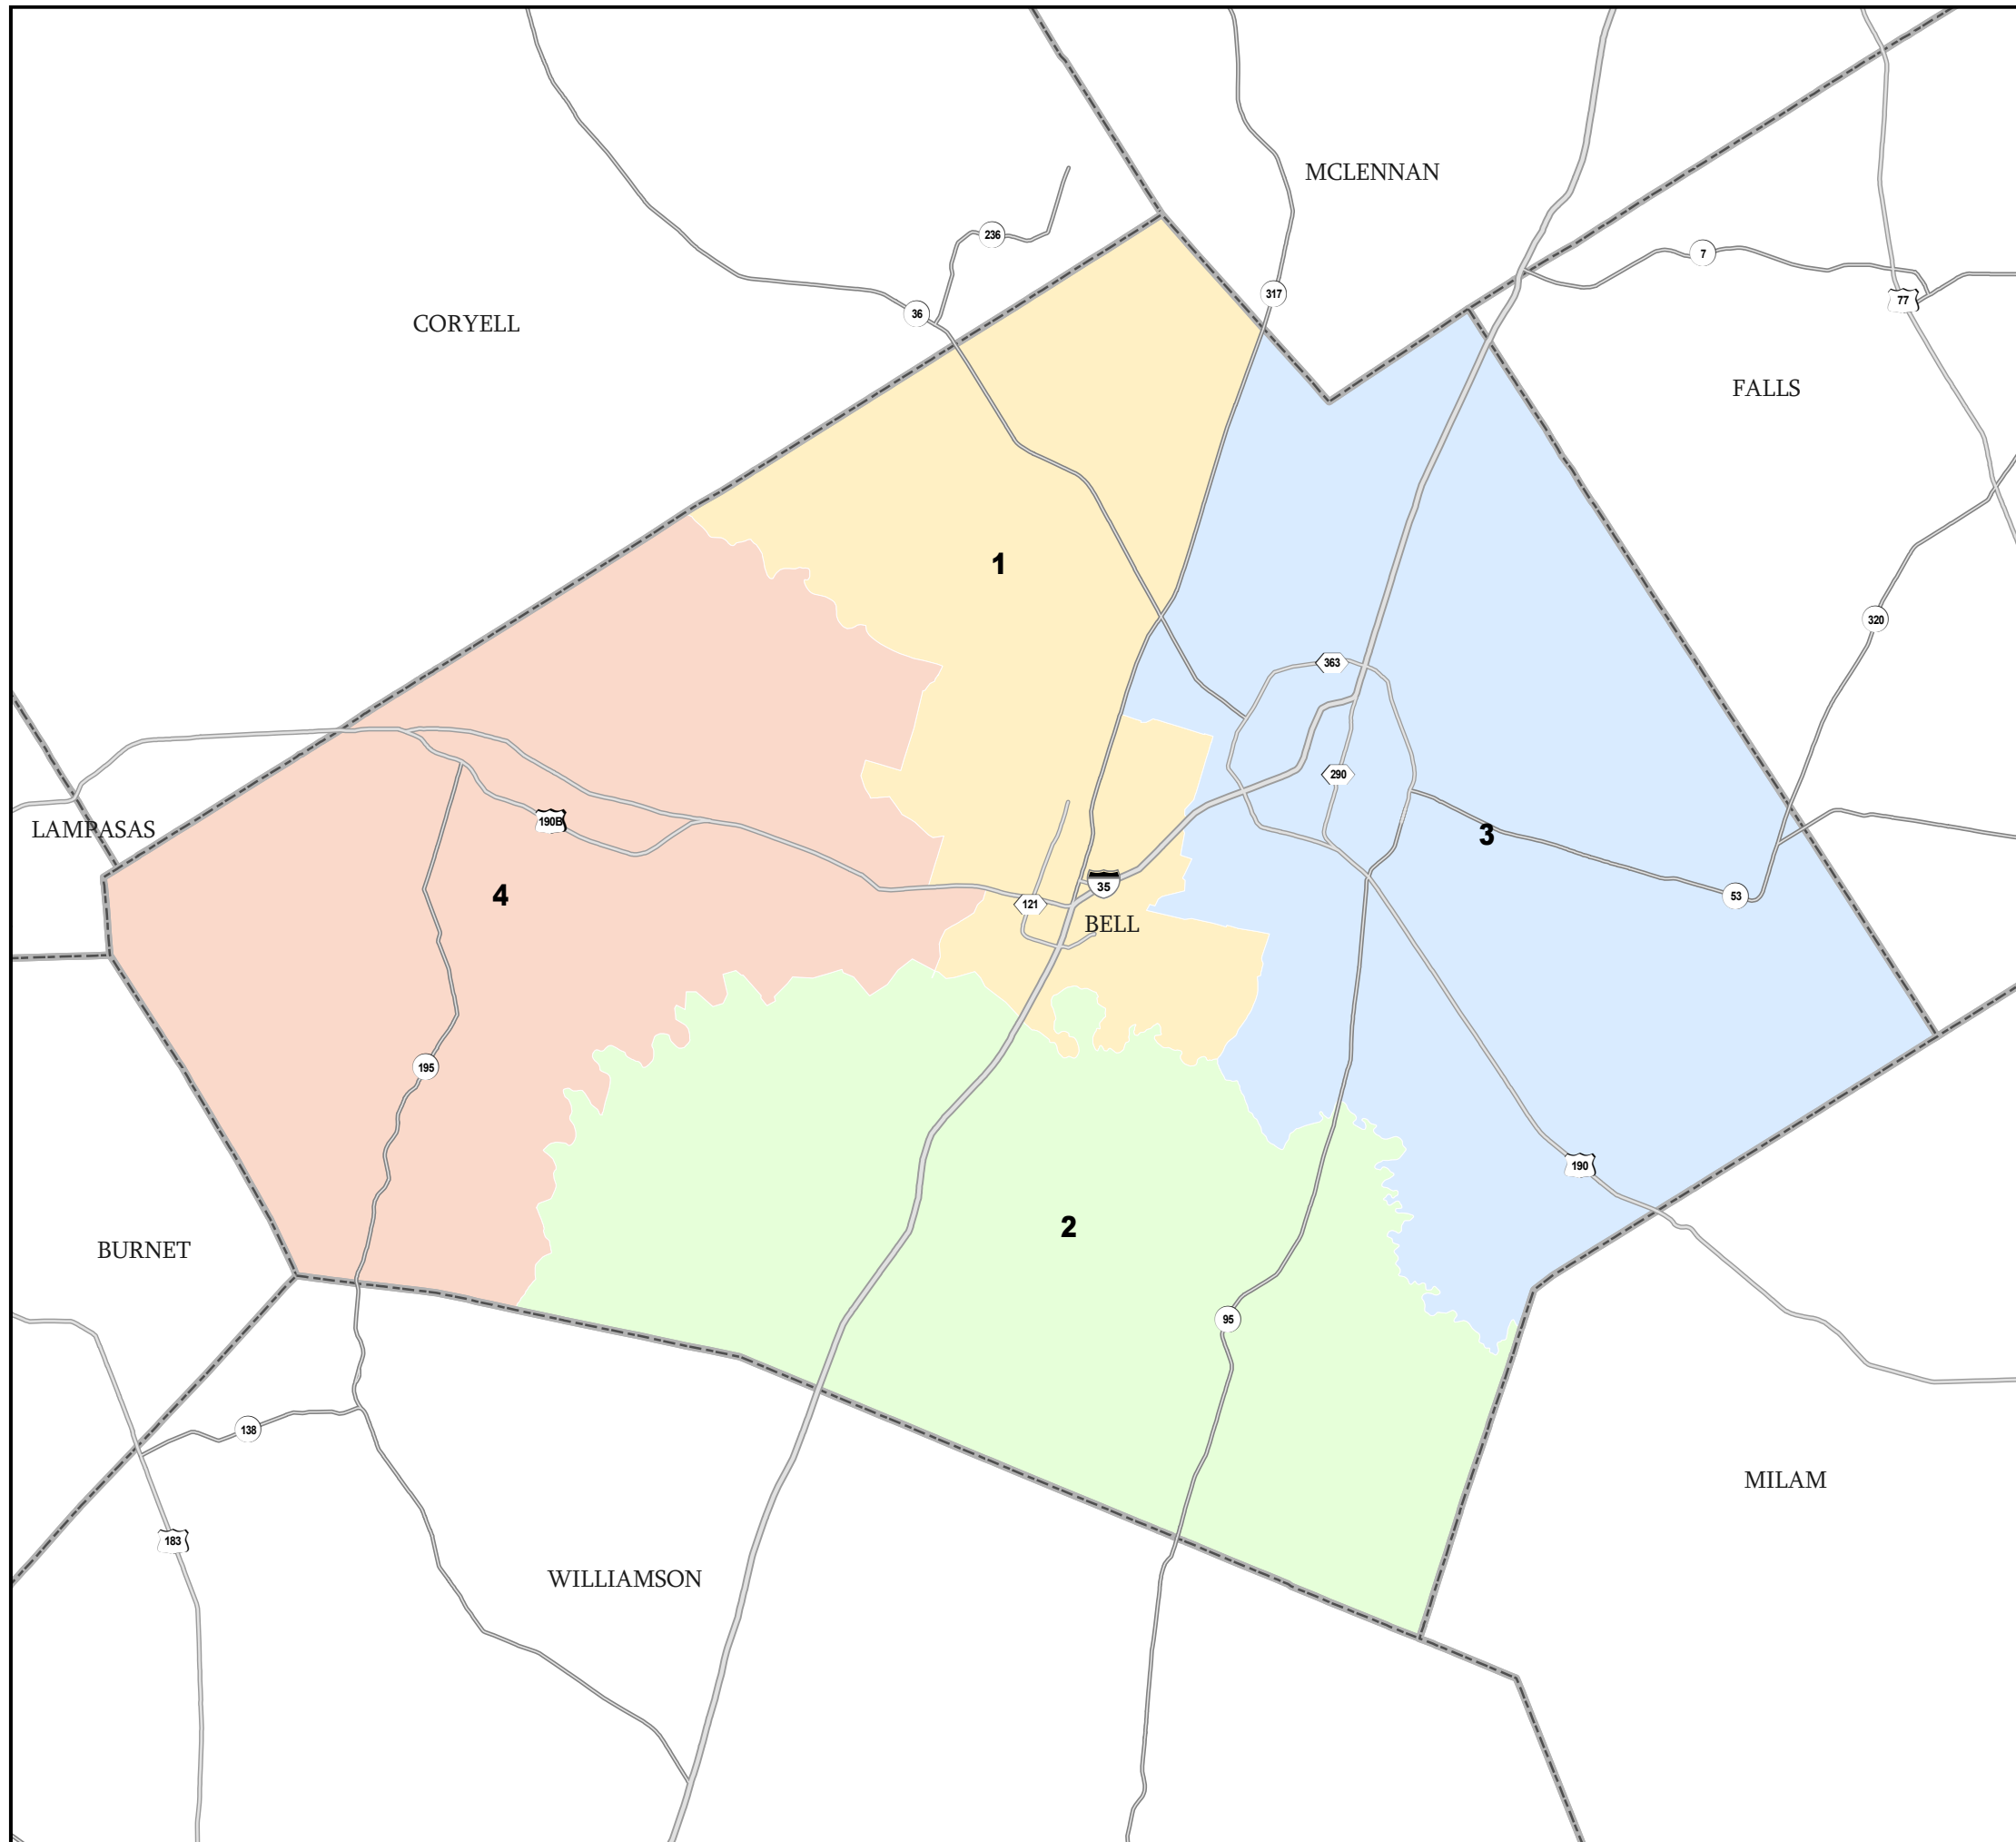 MCLENNAN
236
7
317
77
36
CORYELL
FALLS
1
320
363
290
190B
LAMPASAS
3
35
4
53
121
BELL
195
190
2
BURNET
95
138
MILAM
183
WILLIAMSON